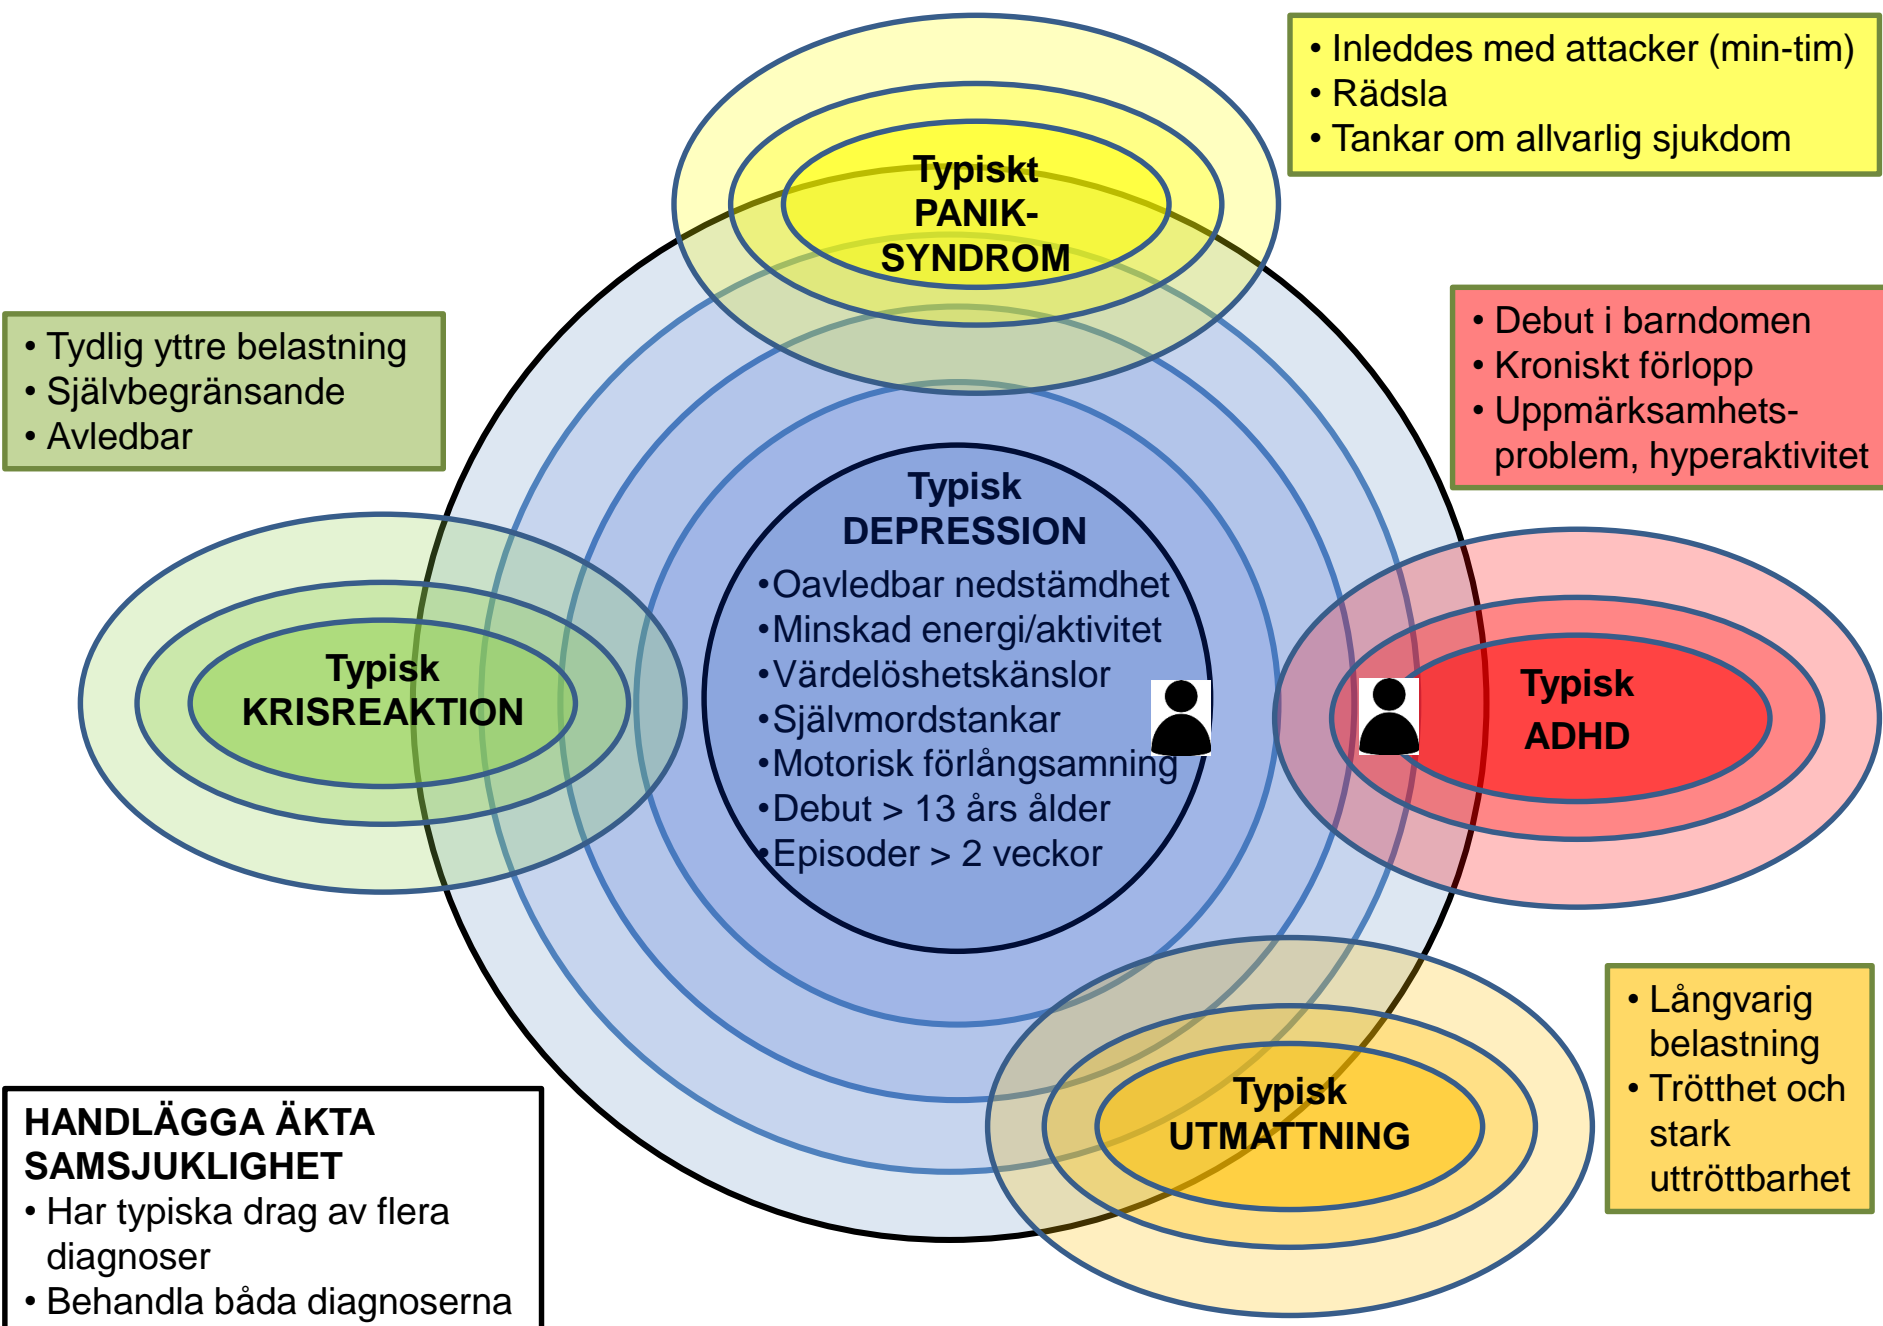 • Inleddes med attacker (min-tim)
• Rädsla
• Tankar om allvarlig sjukdom
Typiskt
PANIK-
SYNDROM
• Tydlig yttre belastning
• Självbegränsande
• Avledbar
• Debut i barndomen
• Kroniskt förlopp
• Uppmärksamhets-
problem, hyperaktivitet
Typisk
DEPRESSION
•Oavledbar nedstämdhet
•Minskad energi/aktivitet
•Värdelöshetskänslor
•Självmordstankar
•Motorisk förlångsamning
•Debut > 13 års ålder
•Episoder > 2 veckor
Typisk
KRISREAKTION
Typisk
ADHD
Typisk
UTMATTNING
• Långvarig
belastning
• Trötthet och
stark
uttröttbarhet
HANDLÄGGA ÄKTA
SAMSJUKLIGHET
• Har typiska drag av flera
diagnoser
• Behandla båda diagnoserna